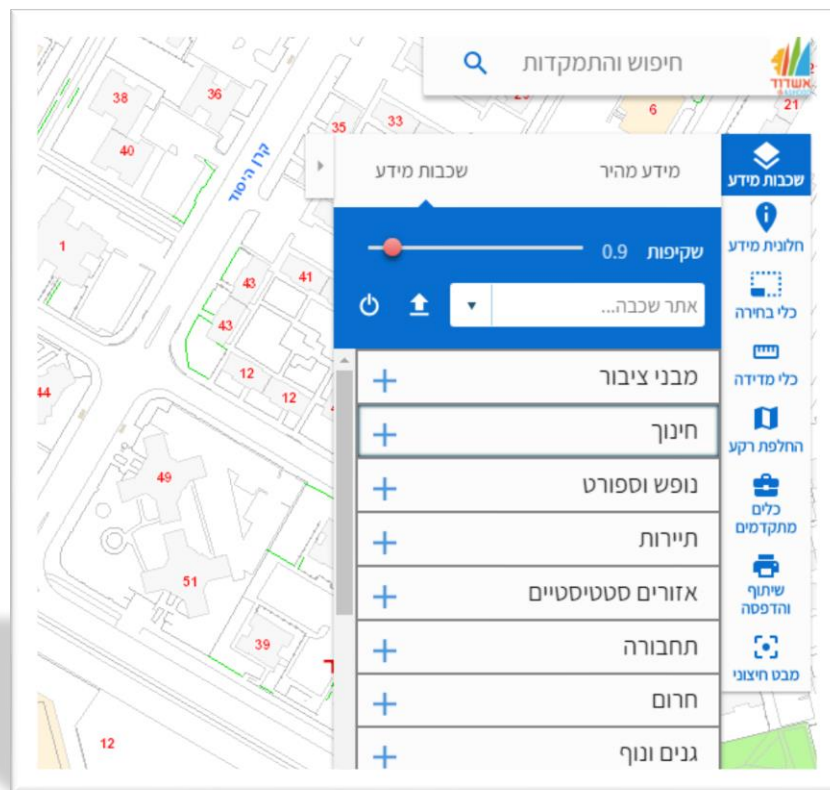 חיפוש והתמקדות
אשדוד
21
6
38
36
35
33
40
קרן היסוד
1
43
41
43
12
12
44
49
51
39
12
מידע מהיר
שכבות מידע
שקיפות 0.9
אתר שכבה...
מבני ציבור
חינוך
נופש וספורט
תיירות
אזורים סטטיסטיים
תחבורה
חרום
גנים ונוף
שכבות מידע
חלונית מידע
כלי בחירה
כלי מדידה
החלפת רקע
כלים
מתקדמים
שיתוף
והדפסה
מבט חיצוני